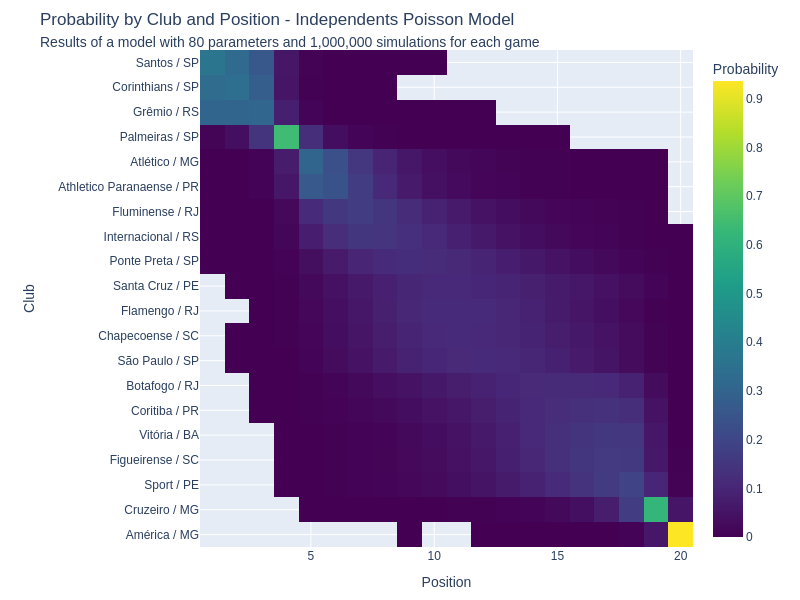 Probability by Club and Position - Independents Poisson Model
Results of a model with 80 parameters and 1,000,000 simulations for each game
Probability
Santos / SP
Corinthians / SP
Grêmio / RS
Palmeiras / SP
Atlético / MG
Athletico Paranaense / PR
Fluminense / RJ
Internacional / RS
Ponte Preta / SP
Santa Cruz / PE
Flamengo / RJ
Chapecoense / SC
São Paulo / SP
Botafogo / RJ
Coritiba / PR
Vitória / BA
Figueirense / SC
Sport / PE
Cruzeiro / MG
América / MG
Club
5
10
15
20
Position
0.9
0.8
0.7
0.6
0.5
0.4
0.3
0.2
0.1
0